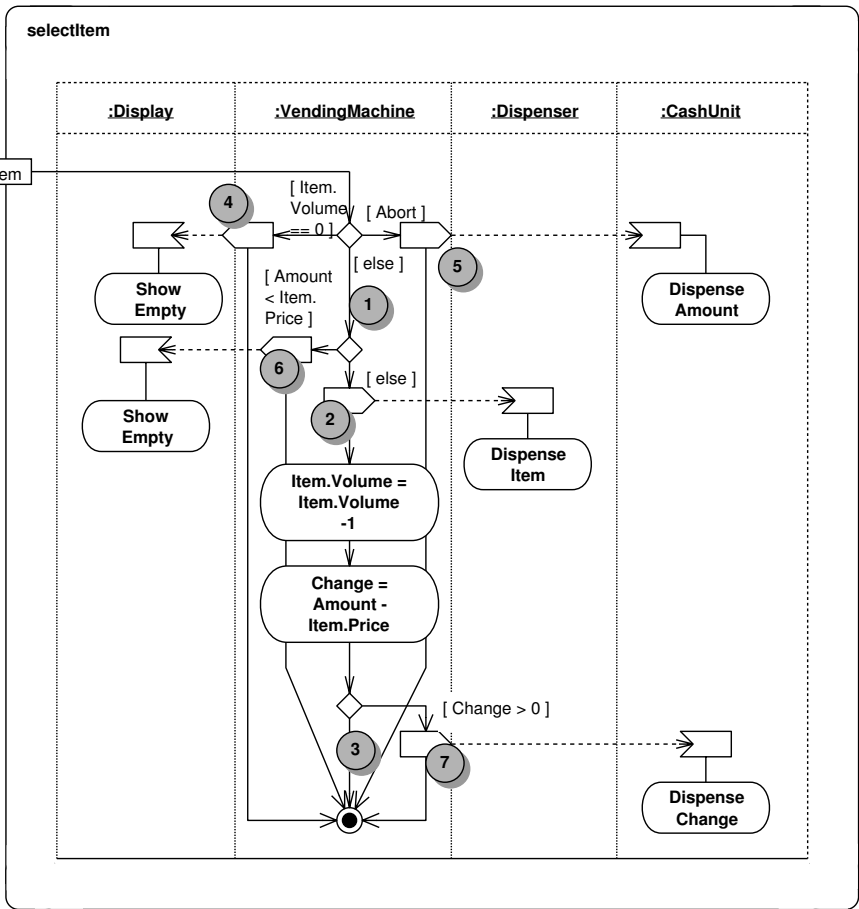 selectItem
:Display
:VendingMachine
:Dispenser
:CashUnit
em
[ Item.
Volume
== 0 ]
4
[ Abort ]
5
[ else ]
[ Amount
< Item.
Price ]
1
Show
Empty
Dispense
Amount
6
[ else ]
2
Show
Empty
Dispense
Item
Item.Volume =
Item.Volume
-1
Change =
Amount -
Item.Price
[ Change > 0 ]
3
7
Dispense
Change